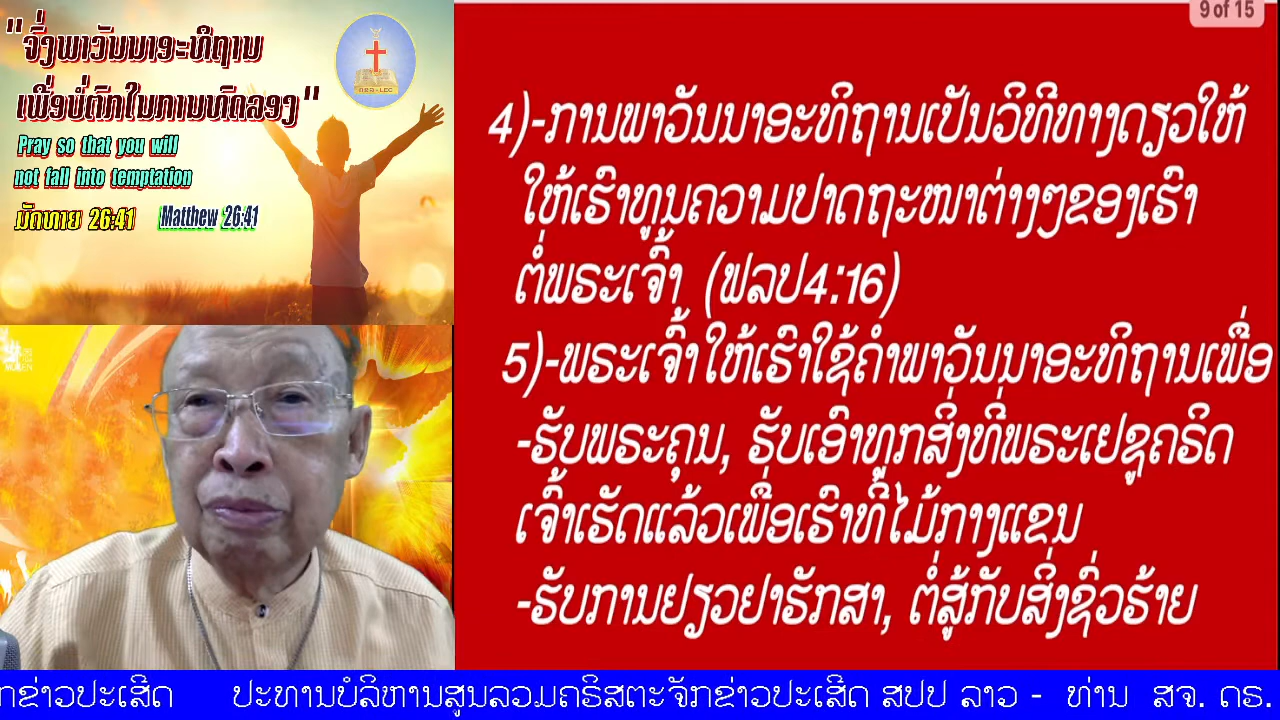 "ຈົ່ງພາວັນນາອະທິຖານ
ເພື່ອບໍ່ຕົກໃນການທົດລອງ"
Pray so that you will
not fall into temptation
ມັດທາຍ 26:41
Matthew 26:41
9 of 15
4)-ການພາວັນນາອະທິຖານເປັນວິທີທາງດຽວໃຫ້
ໃຫ້ເຮົາທູນຄວາມປາດຖະໜາຕ່າງໆຂອງເຮົາ
ຕໍ່ພຣະເຈົ້າ (ຟລປ4:16)
5)-ພຣະເຈົ້າໃຫ້ເຮົາໃຊ້ຄຳພາວັນນາອະທິຖານເພື່ອ
-ຮັບພຣະຄຸນ, ຮັບເອົາທຸກສິ່ງທີ່ພຣະເຢຊູຄຣິດ
ເຈົ້າເຮັດແລ້ວເພື່ອເຮົາທີ່ໄມ້ກາງແຂນ
-ຮັບການຢຽວຢາຮັກສາ, ຕໍ່ສູ້ກັບສິ່ງຊົ່ວຮ້າຍ
ກຂ່າວປະເສີດ ປະທານບໍລິຫານສູນລວມຄຣິສຕະຈັກຂ່າວປະເສີດ ສປປ ລາວ - ທ່ານ ສຈ. ດຣ.